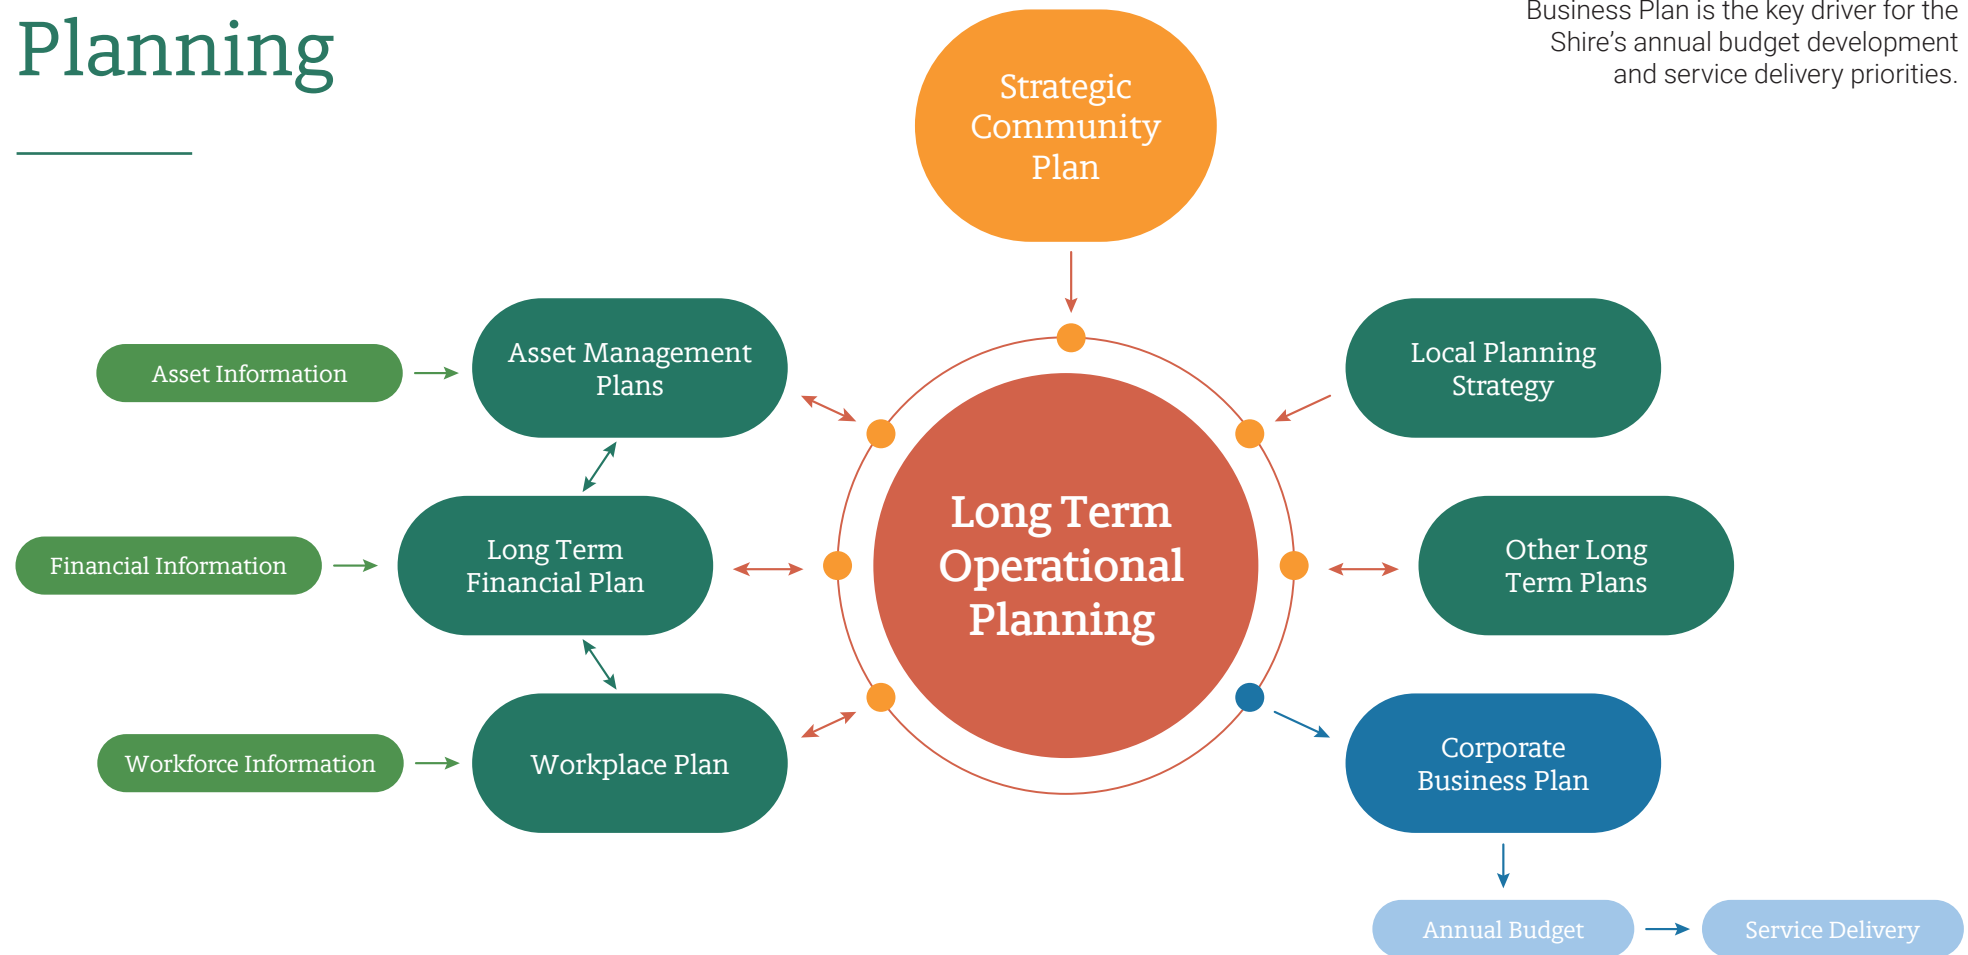 Planning
Business Plan is the key driver for the
Shire’s annual budget development
and service delivery priorities.
Strategic
Community
Plan
Asset Information
Asset Management
Plans
Local Planning
Strategy
Financial Information
Long Term
Financial Plan
Long Term
Operational
Planning
Other Long
Term Plans
Workforce Information
Workplace Plan
Corporate
Business Plan
Annual Budget
Service Delivery